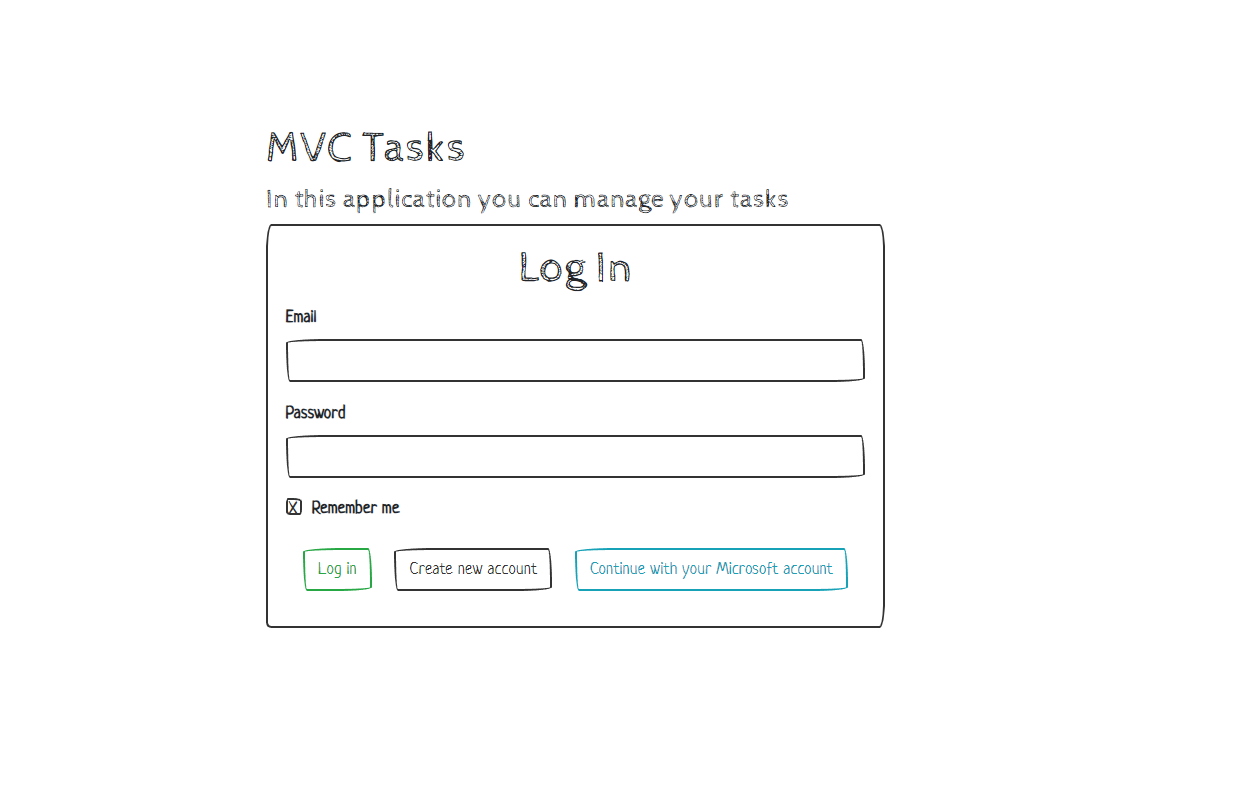 MVC Tasks
In this application you can manage your tasks
Log In
Email
Password
Remember me
Log in
Create new account
Continue with your Microsoft account